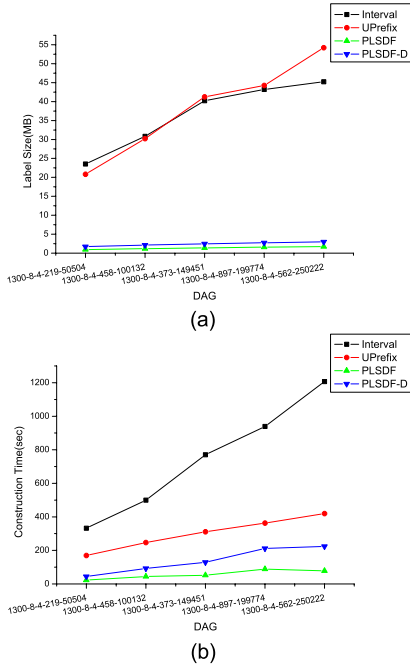 Interval
UPrefix
PLSDF
PLSDF-D
55
50
45
40
35
30
25
20
15
10
5
0
Label Size(MB)
1300-8-4-219-50504
1300-8-4-458-100132
1300-8-4-373-149451
1300-8-4-897-199774
1300-8-4-562-250222
DAG
(a)
Interval
UPrefix
PLSDF
PLSDF-D
1200
1000
800
600
400
200
0
Construction Time(sec)
1300-8-4-219-50504
1300-8-4-458-100132
1300-8-4-373-149451
1300-8-4-897-199774
1300-8-4-562-250222
DAG
(b)